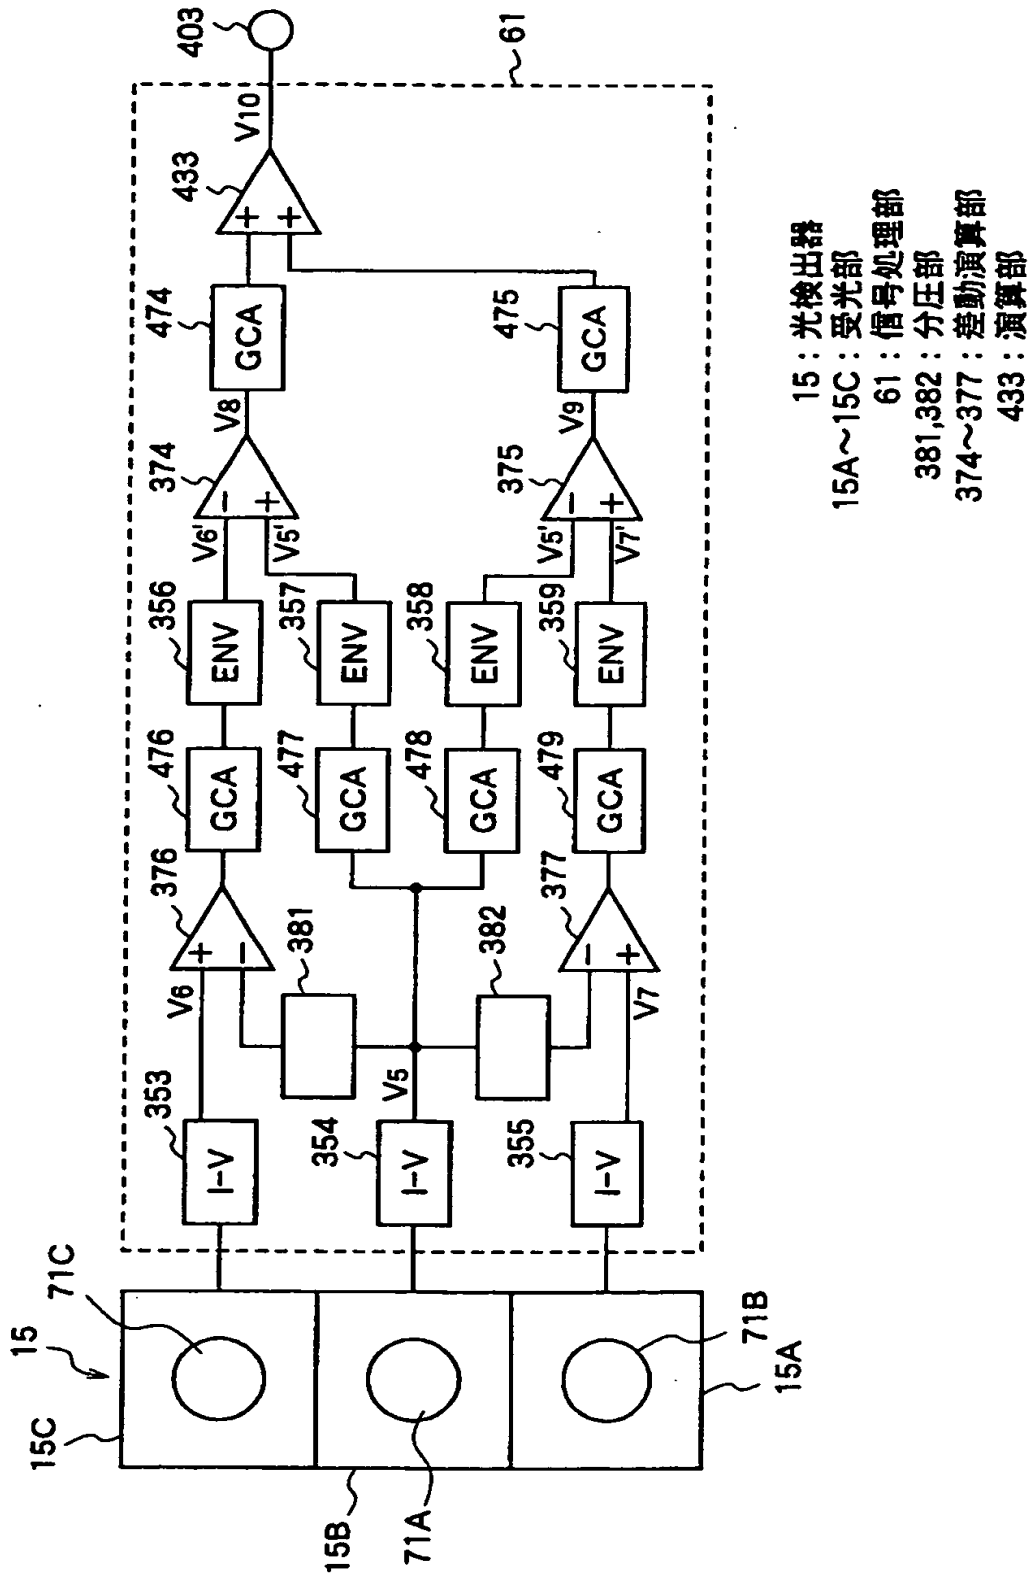 15
15C
71C
15B
71A
71B
15A
353
I−V
354
I−V
355
I−V
V6
V5
V7
381
382
376
+
−
377
−
+
476
GCA
477
GCA
478
GCA
479
GCA
356
ENV
357
ENV
358
ENV
359
ENV
V6'
V5'
V5'
V7'
374
−
+
375
−
+
V8
V9
474
GCA
475
GCA
433
+
+
V10
403
61
15:光検出器
15A〜15C:受光部
61:信号処理部
381,382:分圧部
374〜377:差動演算部
433:演算部